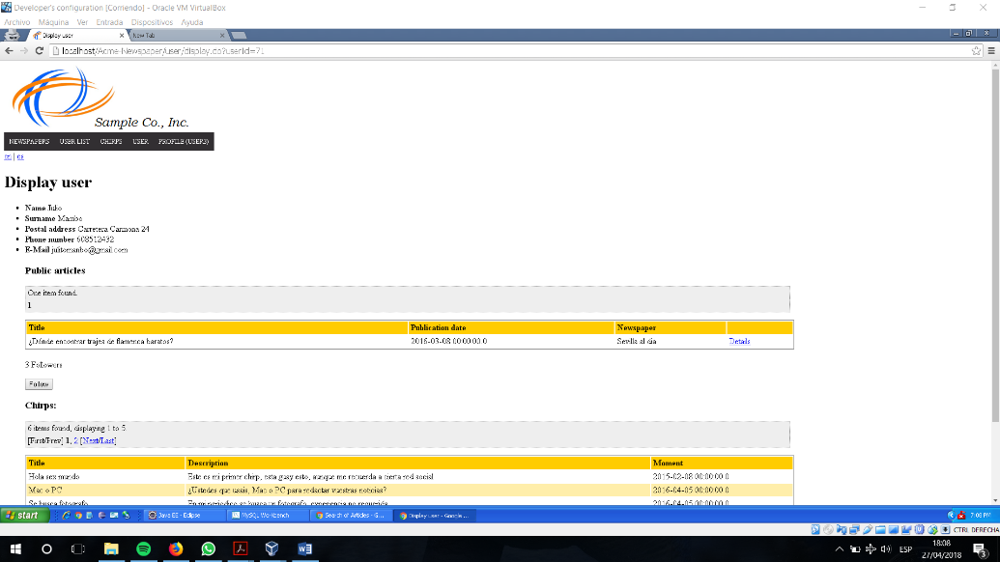 Developer's configuration [Corriendo] - Oracle VM VirtualBox
Archivo Máquina Ver Entrada Dispositivos Ayuda
Display user New Tab
localhost/Acme-Newspaper/user/display.do?userId=71
Sample Co., Inc.
NEWSPAPERS USER LIST CHIRPS USER PROFILE (USER3)
en | es
Display user
Name Julio
Surname Mambo
Postal address Carretera Carmona 24
Phone number 608512432
E-Mail julitomanbo@gmail.com
Public articles
One item found.
1
Title Publication date Newspaper
¿Dónde encontrar trajes de flamenca baratos? 2016-03-08 00:00:00.0 Sevilla al dia Details
3 Followers
Follow
Chirps:
6 items found, displaying 1 to 5.
[First/Prev] 1, 2 [Next/Last]
Title Description Moment
Hola sex mundo Este es mi primer chirp, esta guay esto, aunque me recuerda a cierta red social 2015-02-08 00:00:00.0
Mac o PC ¿Ustedes que usais, Mac o PC para redactar vuestras noticias? 2016-04-05 00:00:00.0
Se busca fotografo En mi periodico se busca un fotografo, experiencia no requerida 2016-04-05 00:00:00.0
start Java EE - Eclipse MySQL Workbench Search of Articles - G... Display user - Google ... 7:08 PM
CTRL DERECHA
ESP 18:08
27/04/2018 3